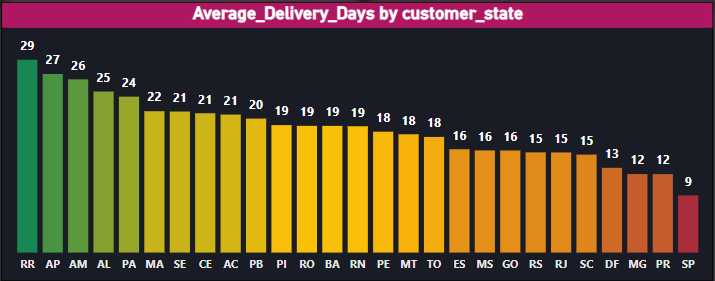 Average_Delivery_Days by customer_state
29 27 26 25 24 22 21 21 21 20 19 19 19 19 18 18 18 16 16 16 15 15 15 13 12 12 9
RR AP AM AL PA MA SE CE AC PB PI RO BA RN PE MT TO ES MS GO RS RJ SC DF MG PR SP